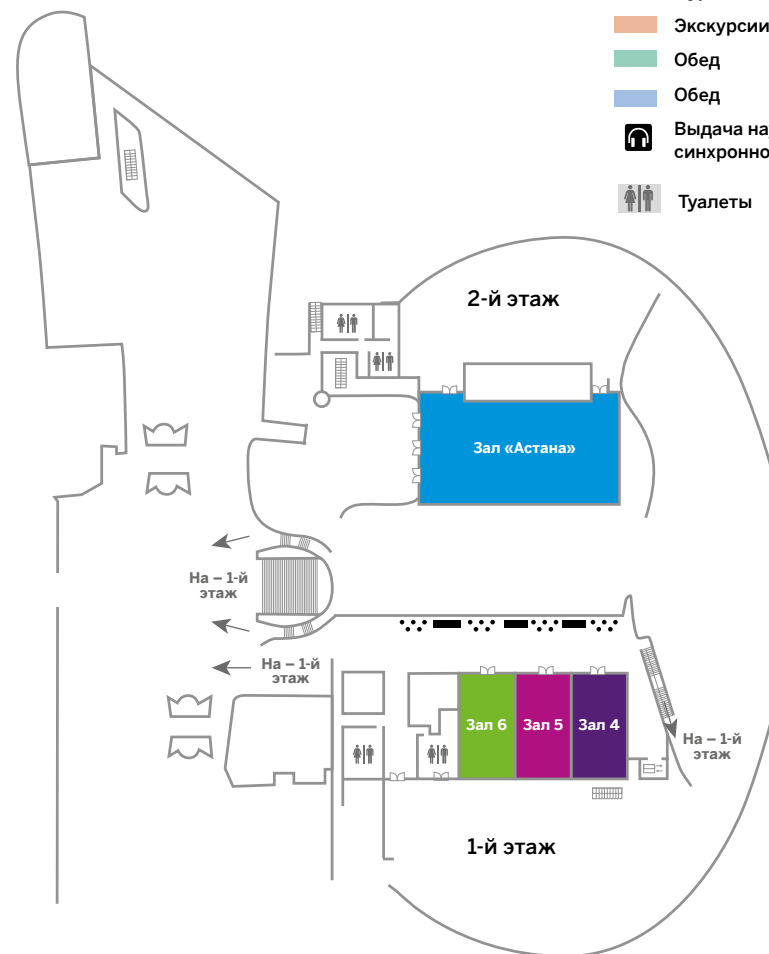 Экскурсии
Обед
Обед
Выдача на
синхронно
Туалеты
2-й этаж
Зал «Астана»
На – 1-й
этаж
На – 1-й
этаж
Зал 6
Зал 5
Зал 4
На – 1-й
этаж
1-й этаж